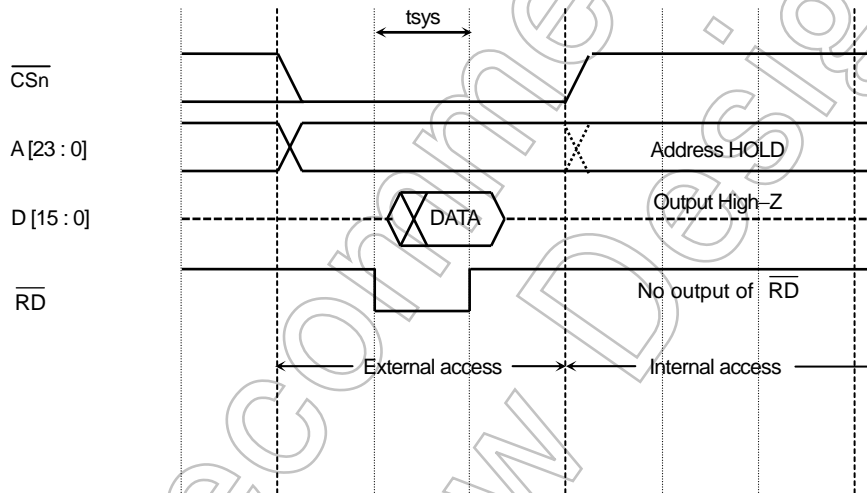 tsys
CSn
A [23 : 0]
Address HOLD
D [15 : 0]
DATA
Output High–Z
RD
No output of RD
External access
Internal access